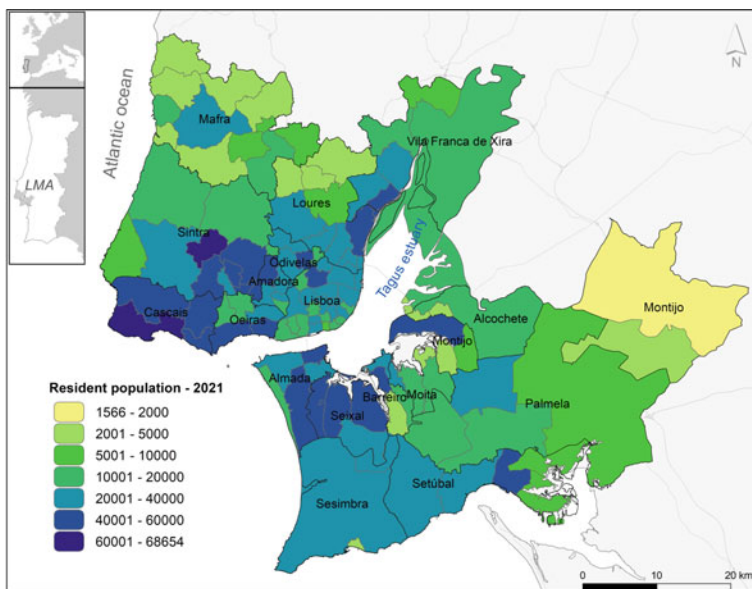 LMA
Atlantic ocean
N
Mafra
Vila Franca de Xira
Loures
Sintra
Odivelas
Amadora
Tagus estuary
Lisboa
Cascais
Oeiras
Montijo
Alcochete
Montijo
Almada
Barreiro
Moita
Seixal
Palmela
Setúbal
Sesimbra
Resident population - 2021
1566 - 2000
2001 - 5000
5001 - 10000
10001 - 20000
20001 - 40000
40001 - 60000
60001 - 68654
0 10 20 km